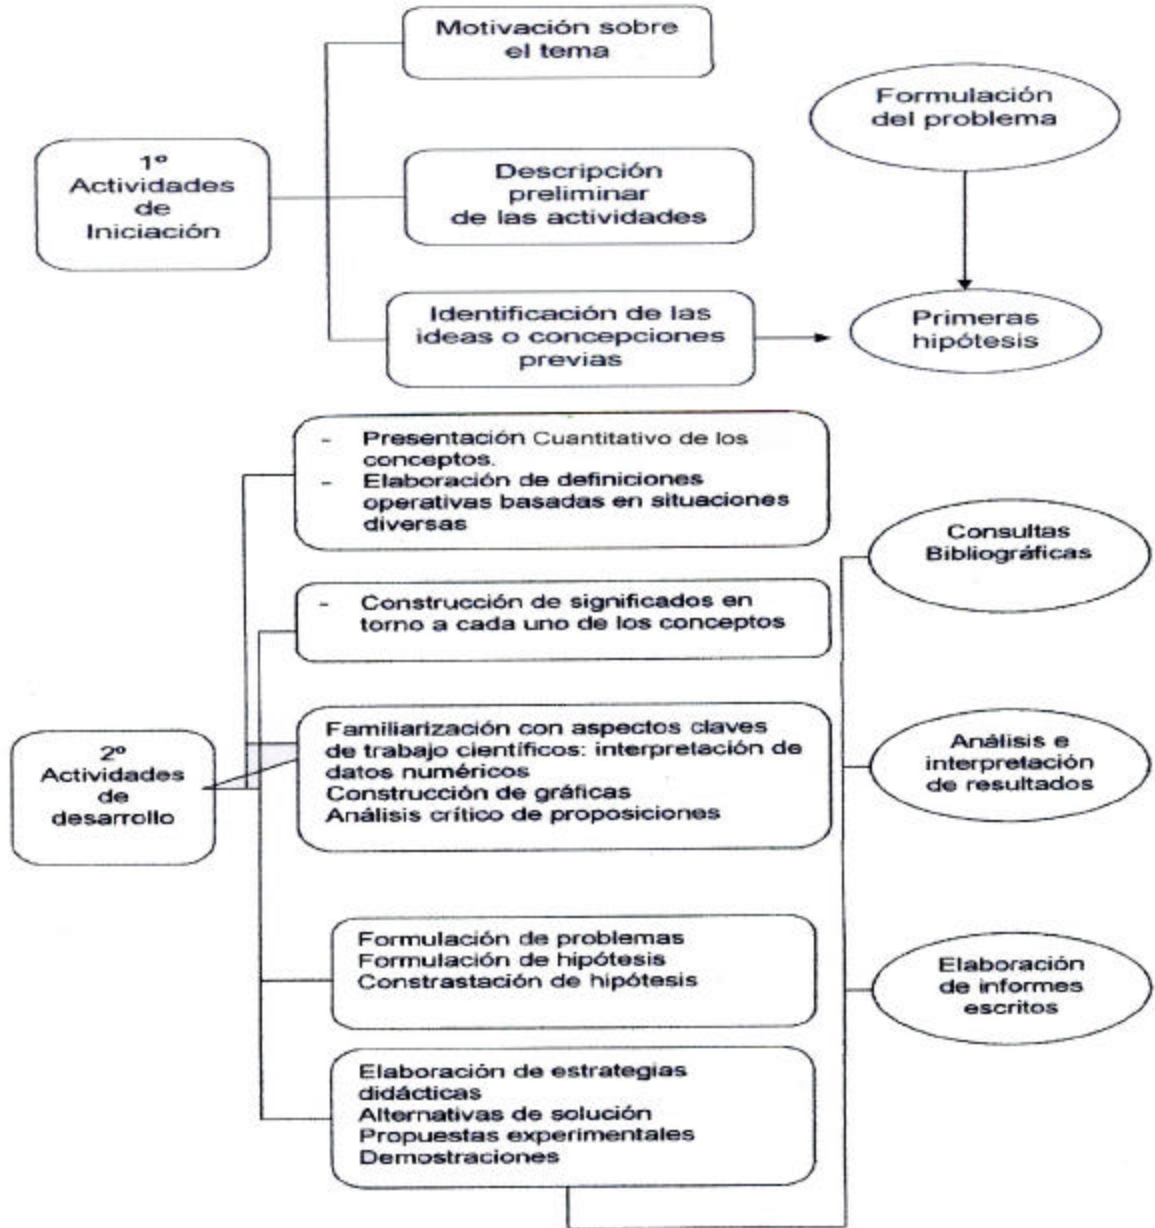 Motivación sobre
el tema
Formulación
del problema
1º
Actividades
de
Iniciación
Descripción
preliminar
de las actividades
Identificación de las
ideas o concepciones
previas
Primeras
hipótesis
- Presentación Cuantitativo de los
conceptos.
- Elaboración de definiciones
operativas basadas en situaciones
diversas
Consultas
Bibliográficas
- Construcción de significados en
torno a cada uno de los conceptos
2º
Actividades
de
desarrollo
Familiarización con aspectos claves
de trabajo científicos: interpretación de
datos numéricos
Construcción de gráficas
Análisis crítico de proposiciones
Análisis e
interpretación
de resultados
Formulación de problemas
Formulación de hipótesis
Constrastación de hipótesis
Elaboración
de informes
escritos
Elaboración de estrategias
didácticas
Alternativas de solución
Propuestas experimentales
Demostraciones